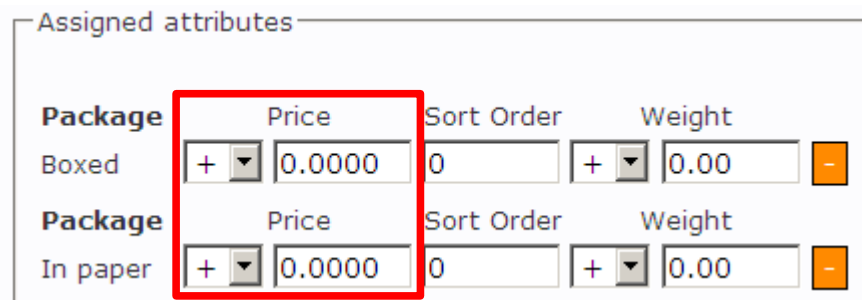 Assigned attributes
Package Price Sort Order Weight
Boxed + 0.0000 0 + 0.00 -
Package Price Sort Order Weight
In paper + 0.0000 0 + 0.00 -